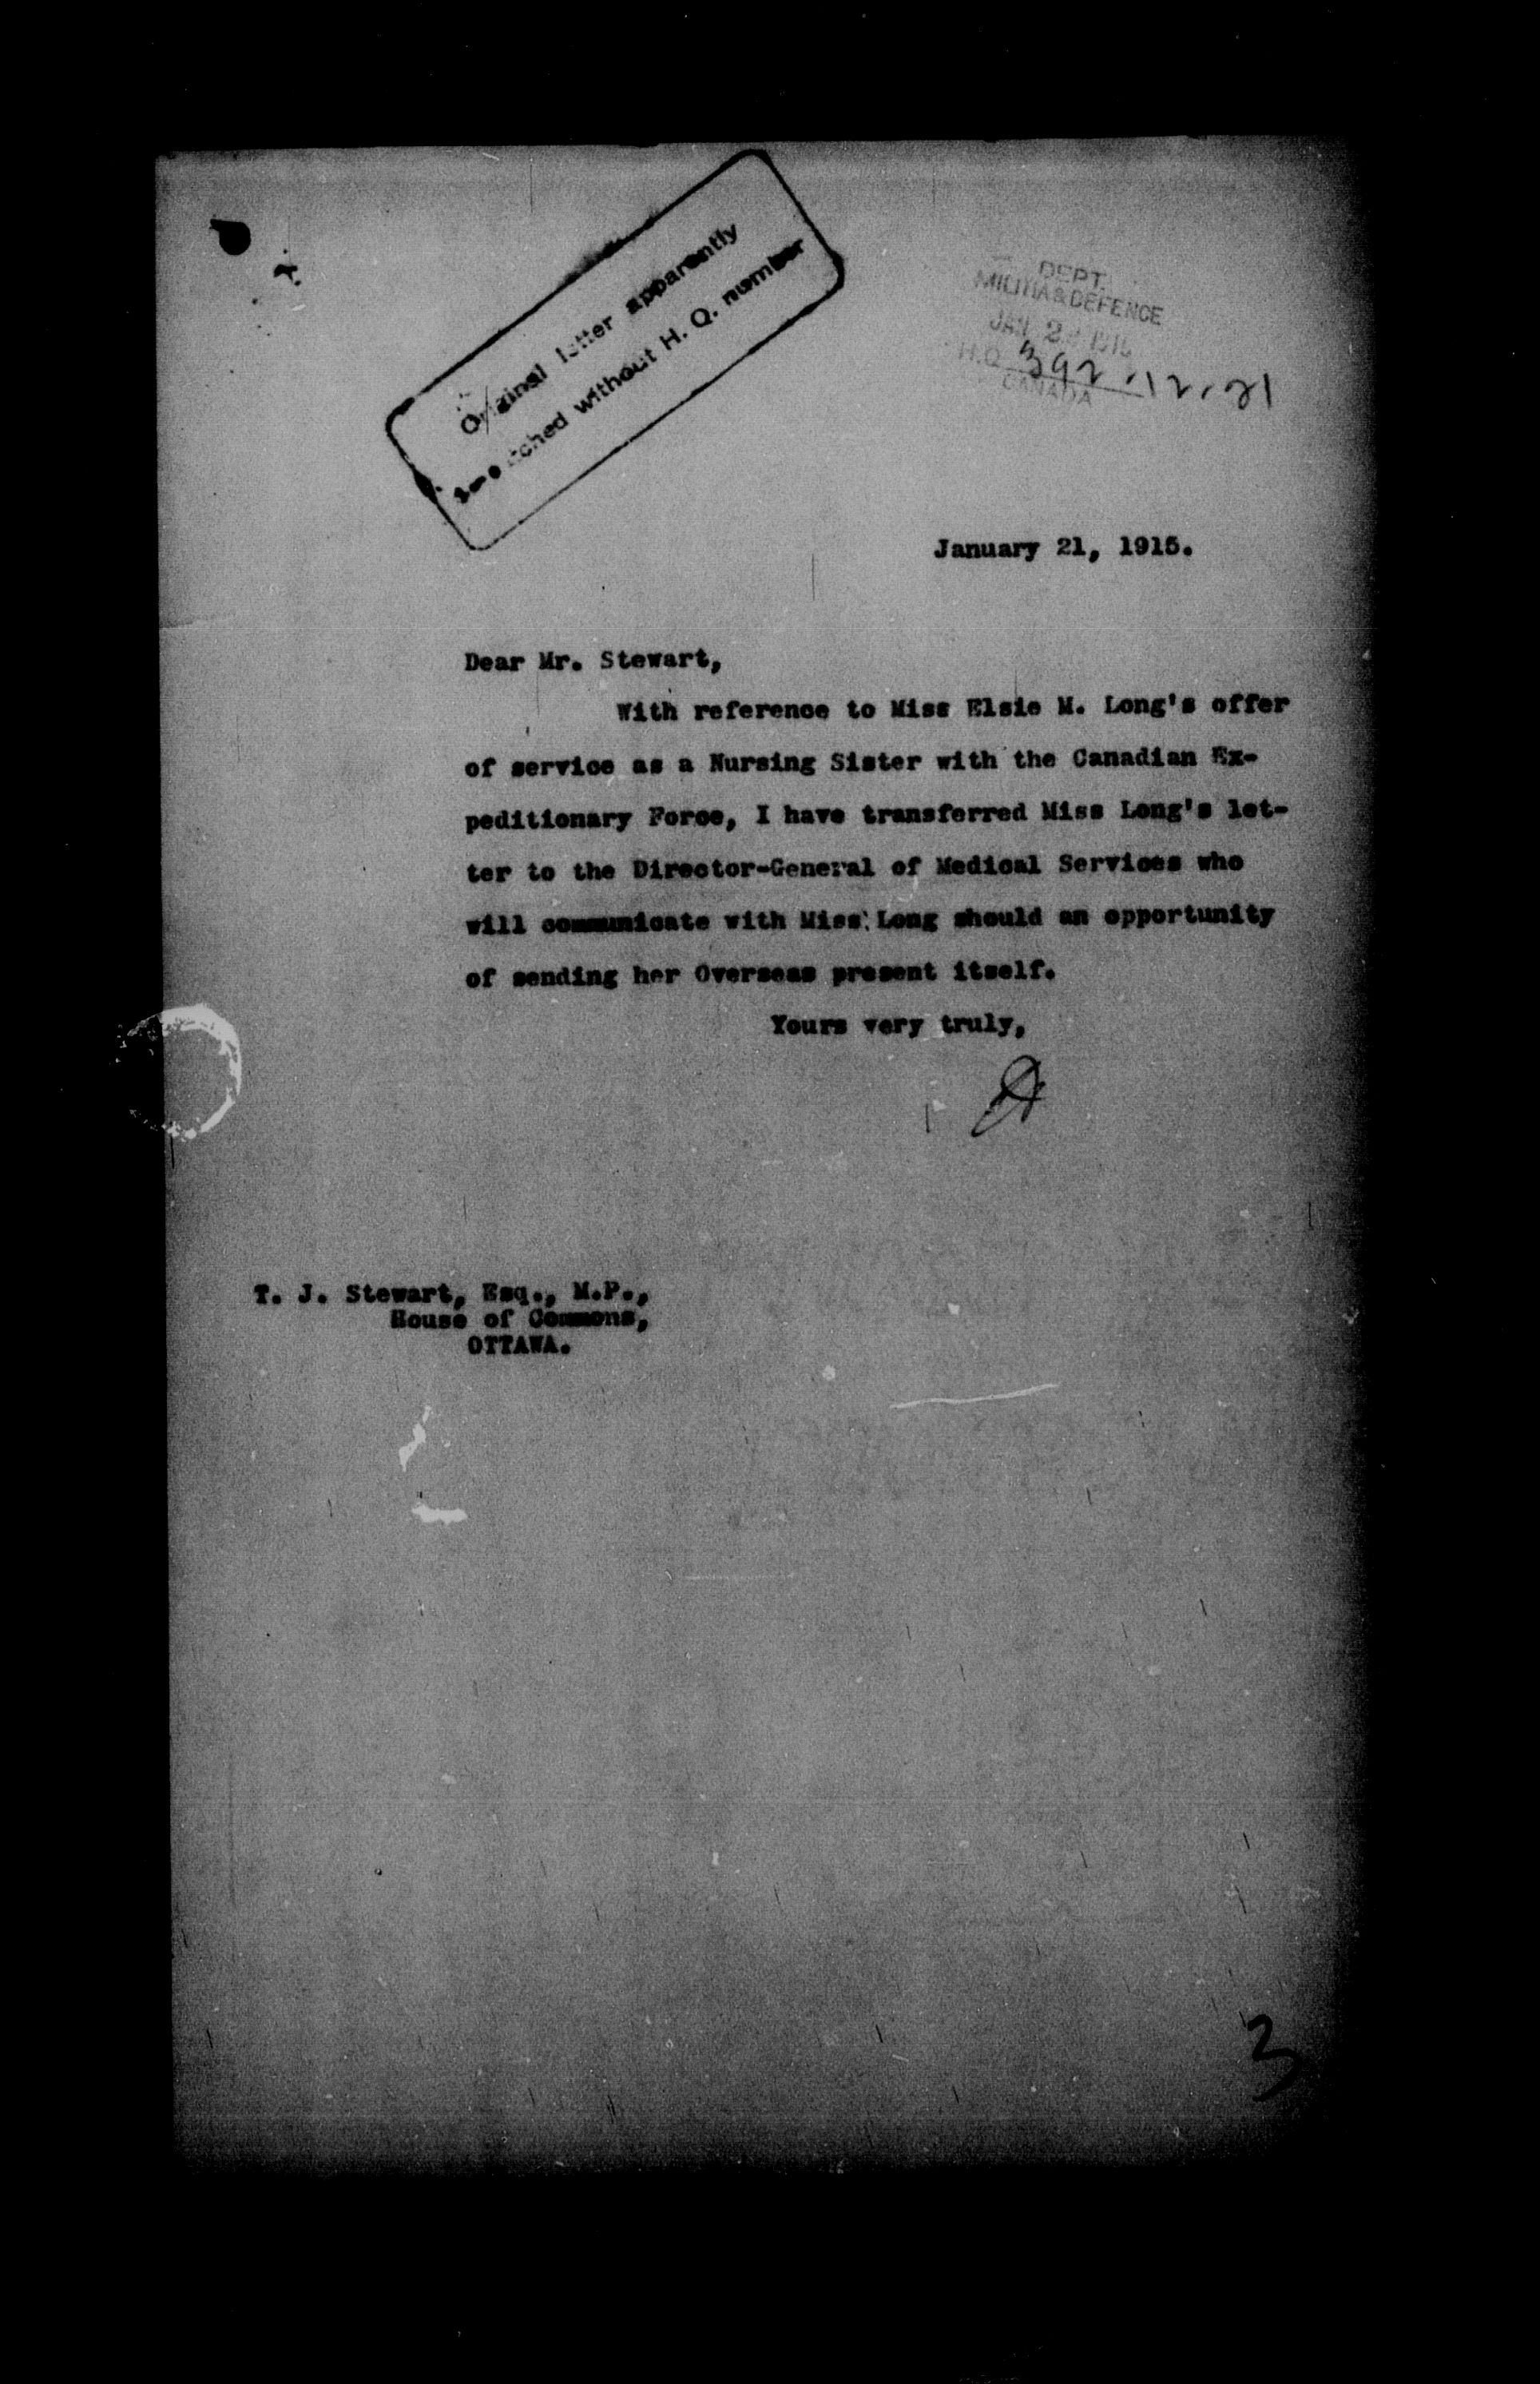 Original letter apparently
without H. Q. number
DEPT.
MILITIA & DEFENCE
JAN 22 1915
H.Q. 392-12-21
CANADA
January 21, 1915.
Dear Mr. Stewart,
With reference to Miss Elsie M. Long's offer
of service as a Nursing Sister with the Canadian Ex-
peditionary Force, I have transferred Miss Long's let-
ter to the Director-General of Medical Services who
will communicate with Miss Long should an opportunity
of sending her Overseas present itself.
Yours very truly,
T. J. Stewart, Esq., M.P.,
House of Commons,
OTTAWA.
3